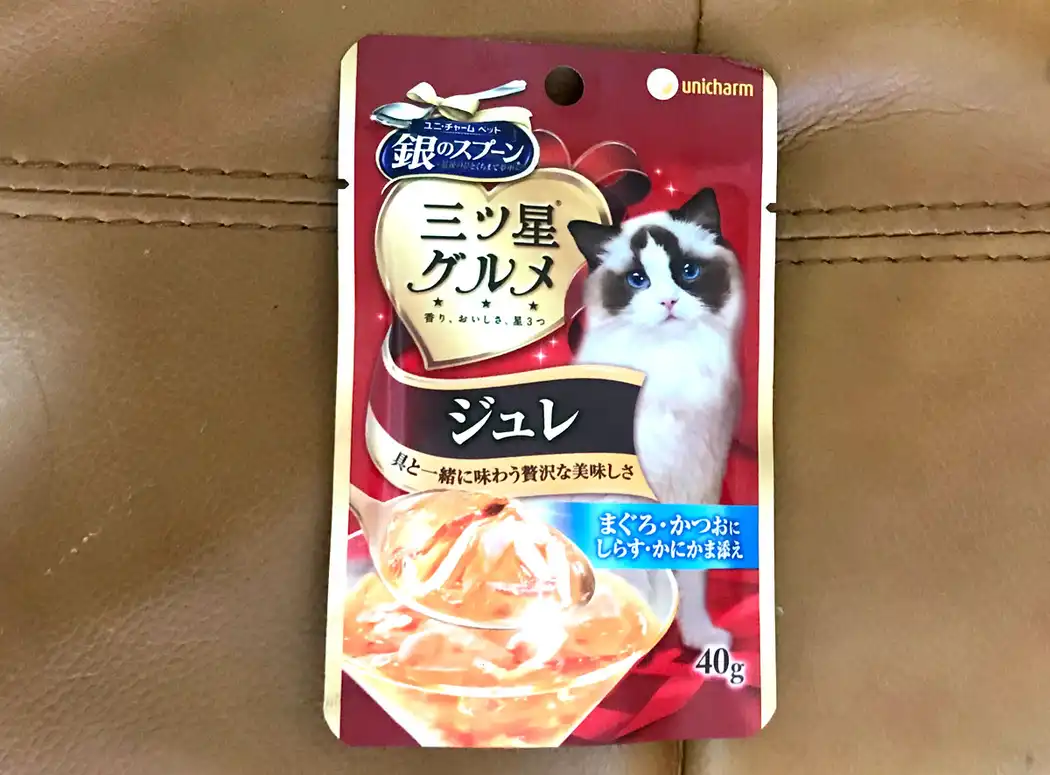 unicharm
ユニ・チャーム ペット
銀のスプーン
三ツ星®
グルメ
香り、おいしさ、星3つ
ジュレ
具と一緒に味わう贅沢な美味しさ
まぐろ・かつおに
しらす・かにかま添え
40g